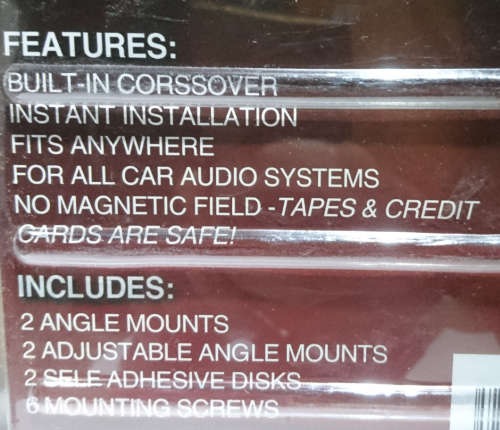 FEATURES:
BUILT-IN CORSSOVER
INSTANT INSTALLATION
FITS ANYWHERE
FOR ALL CAR AUDIO SYSTEMS
NO MAGNETIC FIELD -TAPES & CREDIT
CARDS ARE SAFE!
INCLUDES:
2 ANGLE MOUNTS
2 ADJUSTABLE ANGLE MOUNTS
2 SELF ADHESIVE DISKS
6 MOUNTING SCREWS